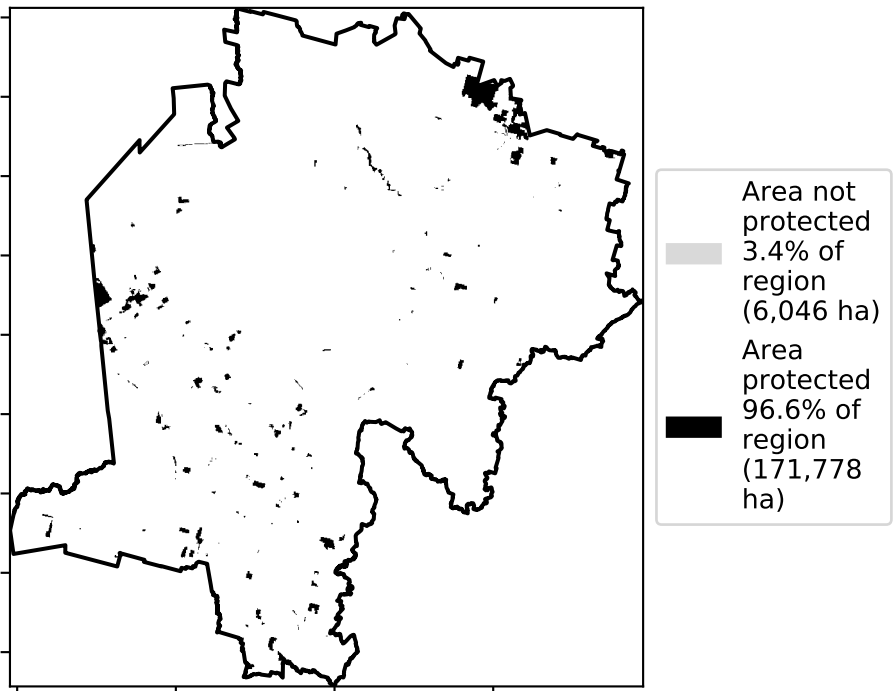 Area not
protected
3.4% of
region
(6,046 ha)
Area
protected
96.6% of
region
(171,778
ha)